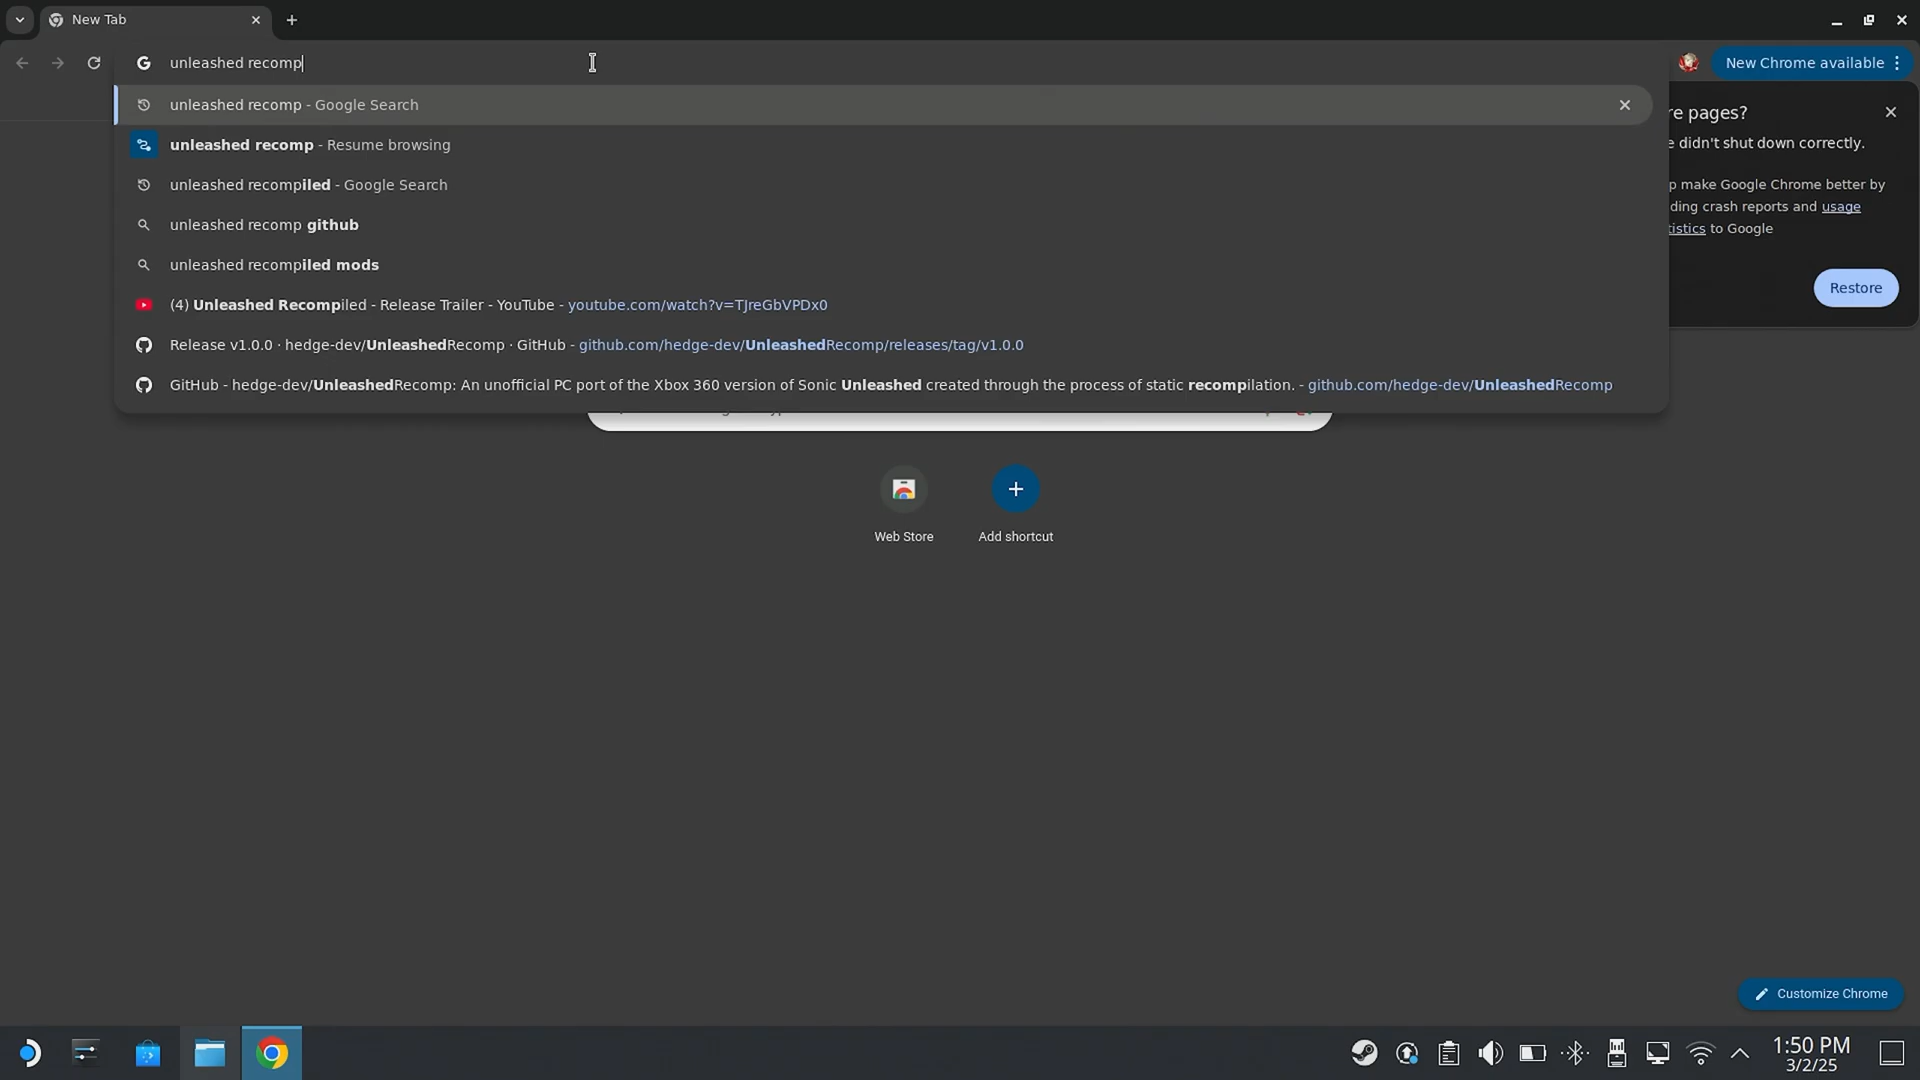 New Tab
unleashed recomp
New Chrome available
unleashed recomp - Google Search
unleashed recomp - Resume browsing
unleashed recompiled - Google Search
unleashed recomp github
unleashed recompiled mods
(4) Unleashed Recompiled - Release Trailer - YouTube - youtube.com/watch?v=TJreGbVPDx0
Release v1.0.0 · hedge-dev/UnleashedRecomp · GitHub - github.com/hedge-dev/UnleashedRecomp/releases/tag/v1.0.0
GitHub - hedge-dev/UnleashedRecomp: An unofficial PC port of the Xbox 360 version of Sonic Unleashed created through the process of static recompilation. - github.com/hedge-dev/UnleashedRecomp
re pages?
e didn't shut down correctly.
p make Google Chrome better by
ding crash reports and usage
tistics to Google
Restore
Web Store
Add shortcut
Customize Chrome
1:50 PM
3/2/25